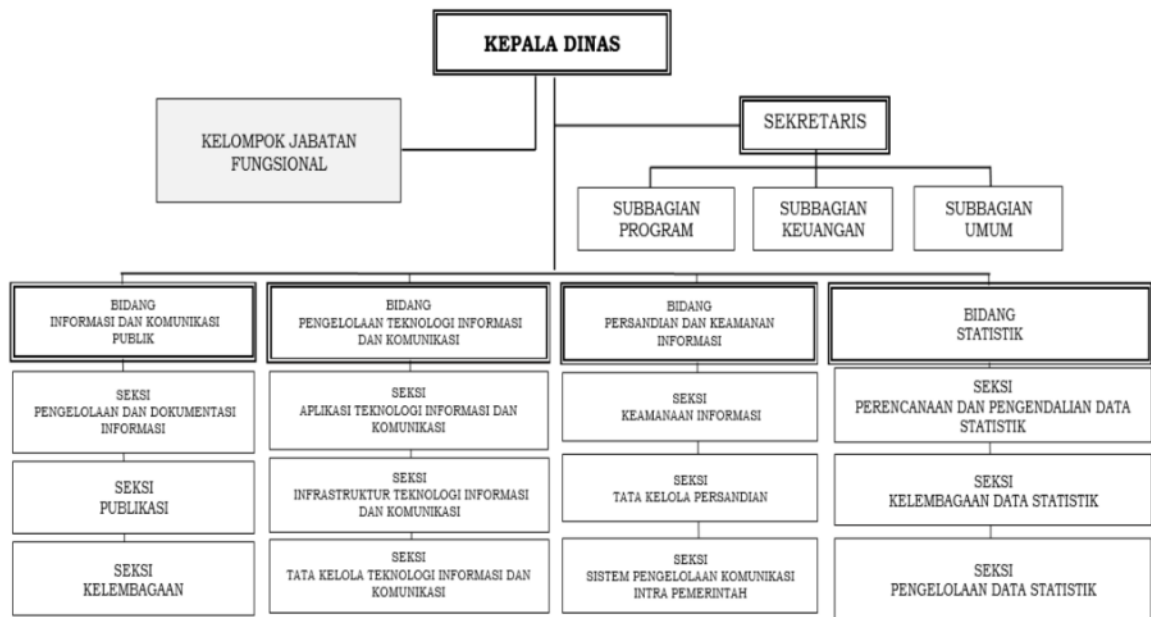 KEPALA DINAS
KELOMPOK JABATAN
FUNGSIONAL
SEKRETARIS
SUBBAGIAN
PROGRAM
SUBBAGIAN
KEUANGAN
SUBBAGIAN
UMUM
BIDANG
INFORMASI DAN KOMUNIKASI
PUBLIK
BIDANG
PENGELOLAAN TEKNOLOGI INFORMASI
DAN KOMUNIKASI
BIDANG
PERSANDIAN DAN KEAMANAN
INFORMASI
BIDANG
STATISTIK
SEKSI
PENGELOLAAN DAN DOKUMENTASI
INFORMASI
SEKSI
APLIKASI TEKNOLOGI INFORMASI DAN
KOMUNIKASI
SEKSI
KEAMANAAN INFORMASI
SEKSI
PERENCANAAN DAN PENGENDALIAN DATA
STATISTIK
SEKSI
PUBLIKASI
SEKSI
INFRASTRUKTUR TEKNOLOGI INFORMASI
DAN KOMUNIKASI
SEKSI
TATA KELOLA PERSANDIAN
SEKSI
KELEMBAGAAN DATA STATISTIK
SEKSI
KELEMBAGAAN
SEKSI
TATA KELOLA TEKNOLOGI INFORMASI DAN
KOMUNIKASI
SEKSI
SISTEM PENGELOLAAN KOMUNIKASI
INTRA PEMERINTAH
SEKSI
PENGELOLAAN DATA STATISTIK